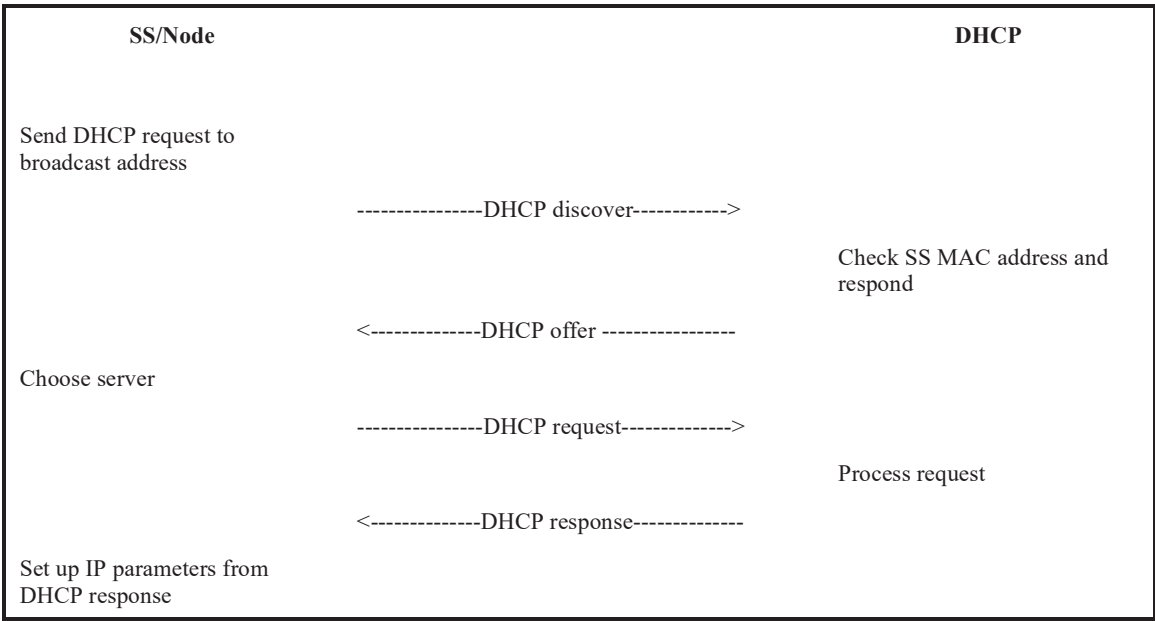 SS/Node DHCP
Send DHCP request to
broadcast address
----------------DHCP discover------------>
Check SS MAC address and
respond
<--------------DHCP offer -----------------
Choose server
----------------DHCP request-------------->
Process request
<--------------DHCP response--------------
Set up IP parameters from
DHCP response